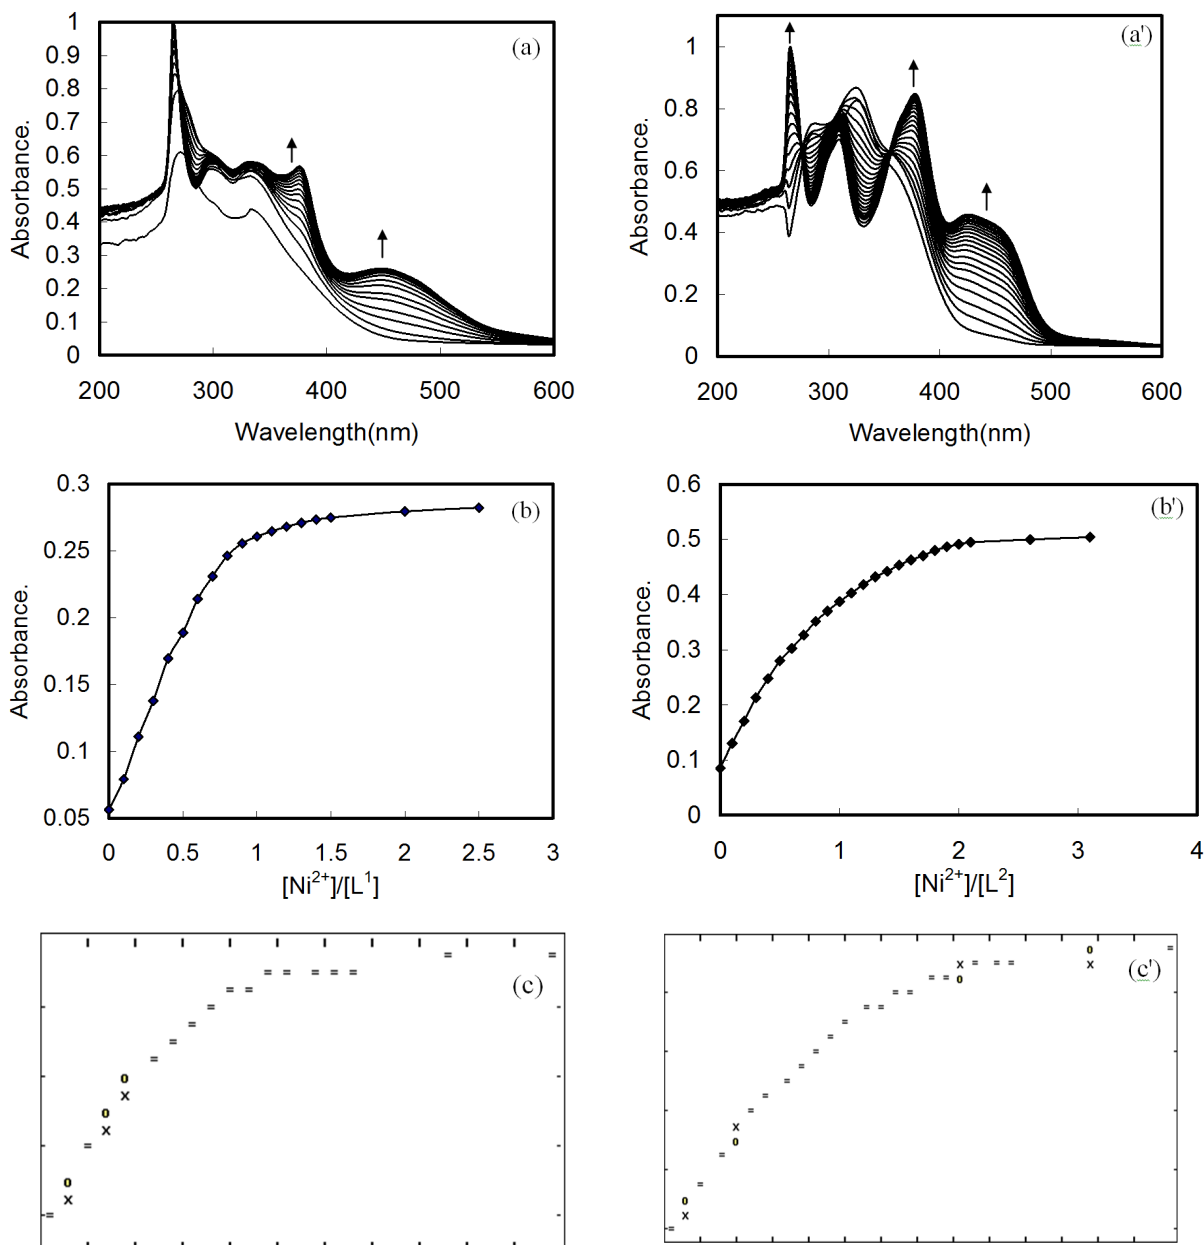 (a)
1
0.9
0.8
0.7
0.6
0.5
0.4
0.3
0.2
0.1
0
Absorbance.
200 300 400 500 600
Wavelength(nm)
(a')
1
0.8
0.6
0.4
0.2
0
Absorbance.
200 300 400 500 600
Wavelength(nm)
(b)
0.3
0.25
0.2
0.15
0.1
0.05
Absorbance.
0 0.5 1 1.5 2 2.5 3
[Ni²⁺]/[L¹]
(b')
0.6
0.5
0.4
0.3
0.2
0.1
0
Absorbance.
0 1 2 3 4
[Ni²⁺]/[L²]
(c)
(c')